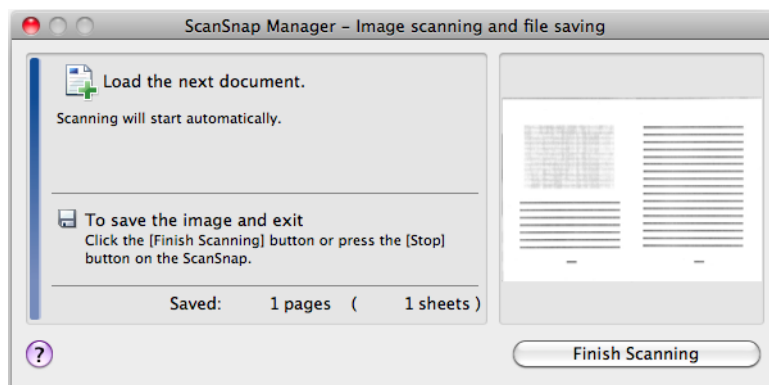 ScanSnap Manager – Image scanning and file saving
Load the next document.
Scanning will start automatically.
To save the image and exit
Click the [Finish Scanning] button or press the [Stop]
button on the ScanSnap.
Saved: 1 pages ( 1 sheets )
?
Finish Scanning